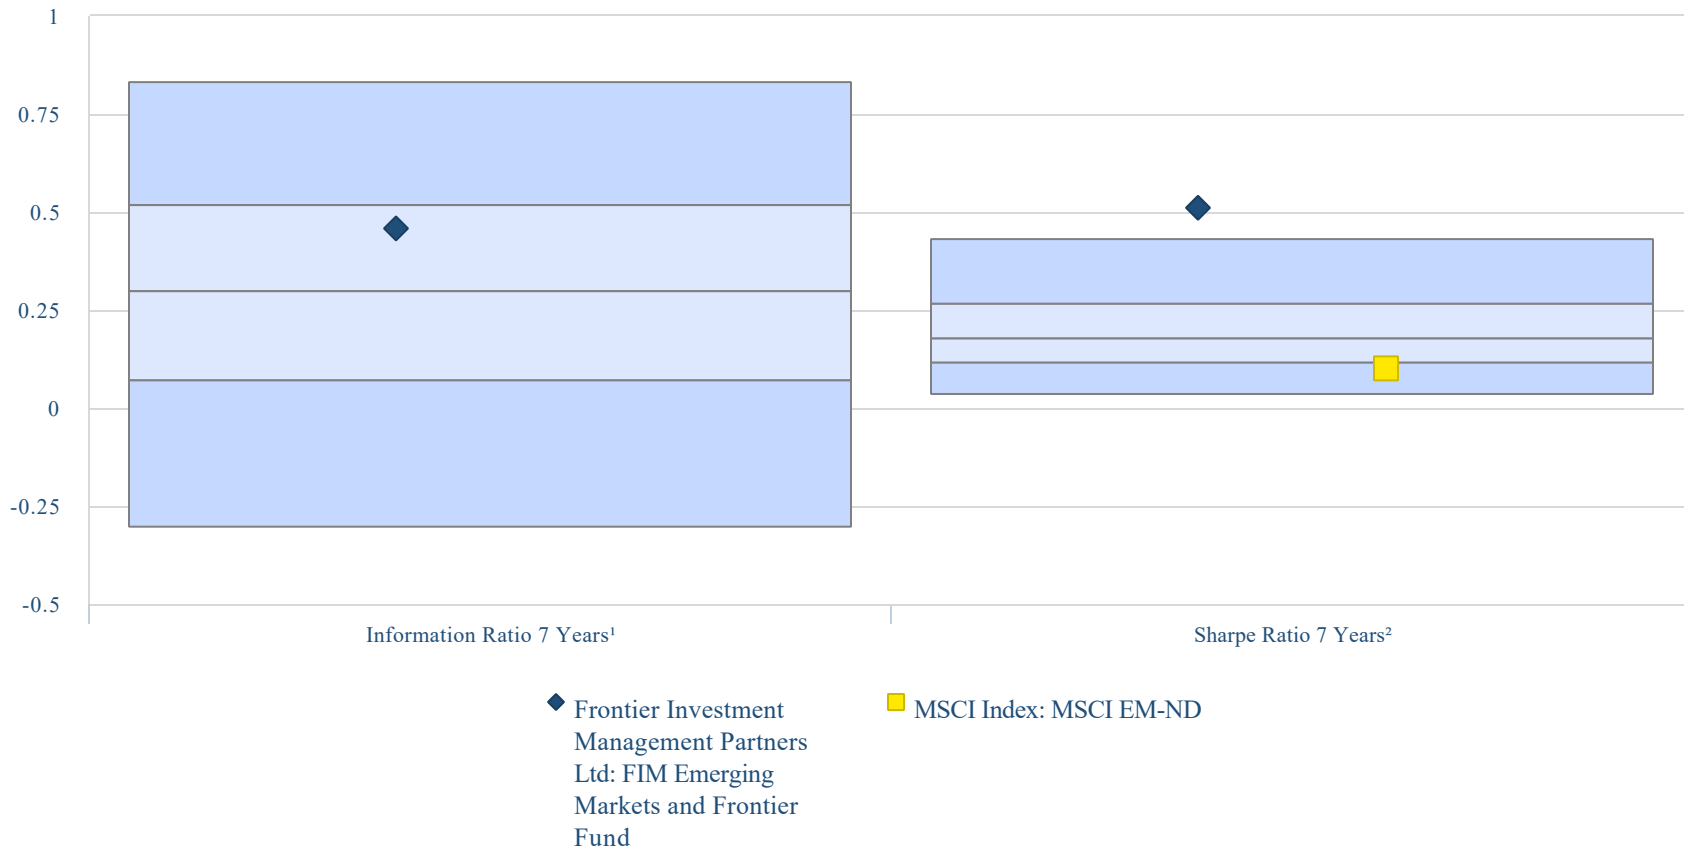 1
0.75
0.5
0.25
0
-0.25
-0.5
Information Ratio 7 Years¹
Sharpe Ratio 7 Years²
Frontier Investment
Management Partners
Ltd: FIM Emerging
Markets and Frontier
Fund
MSCI Index: MSCI EM-ND